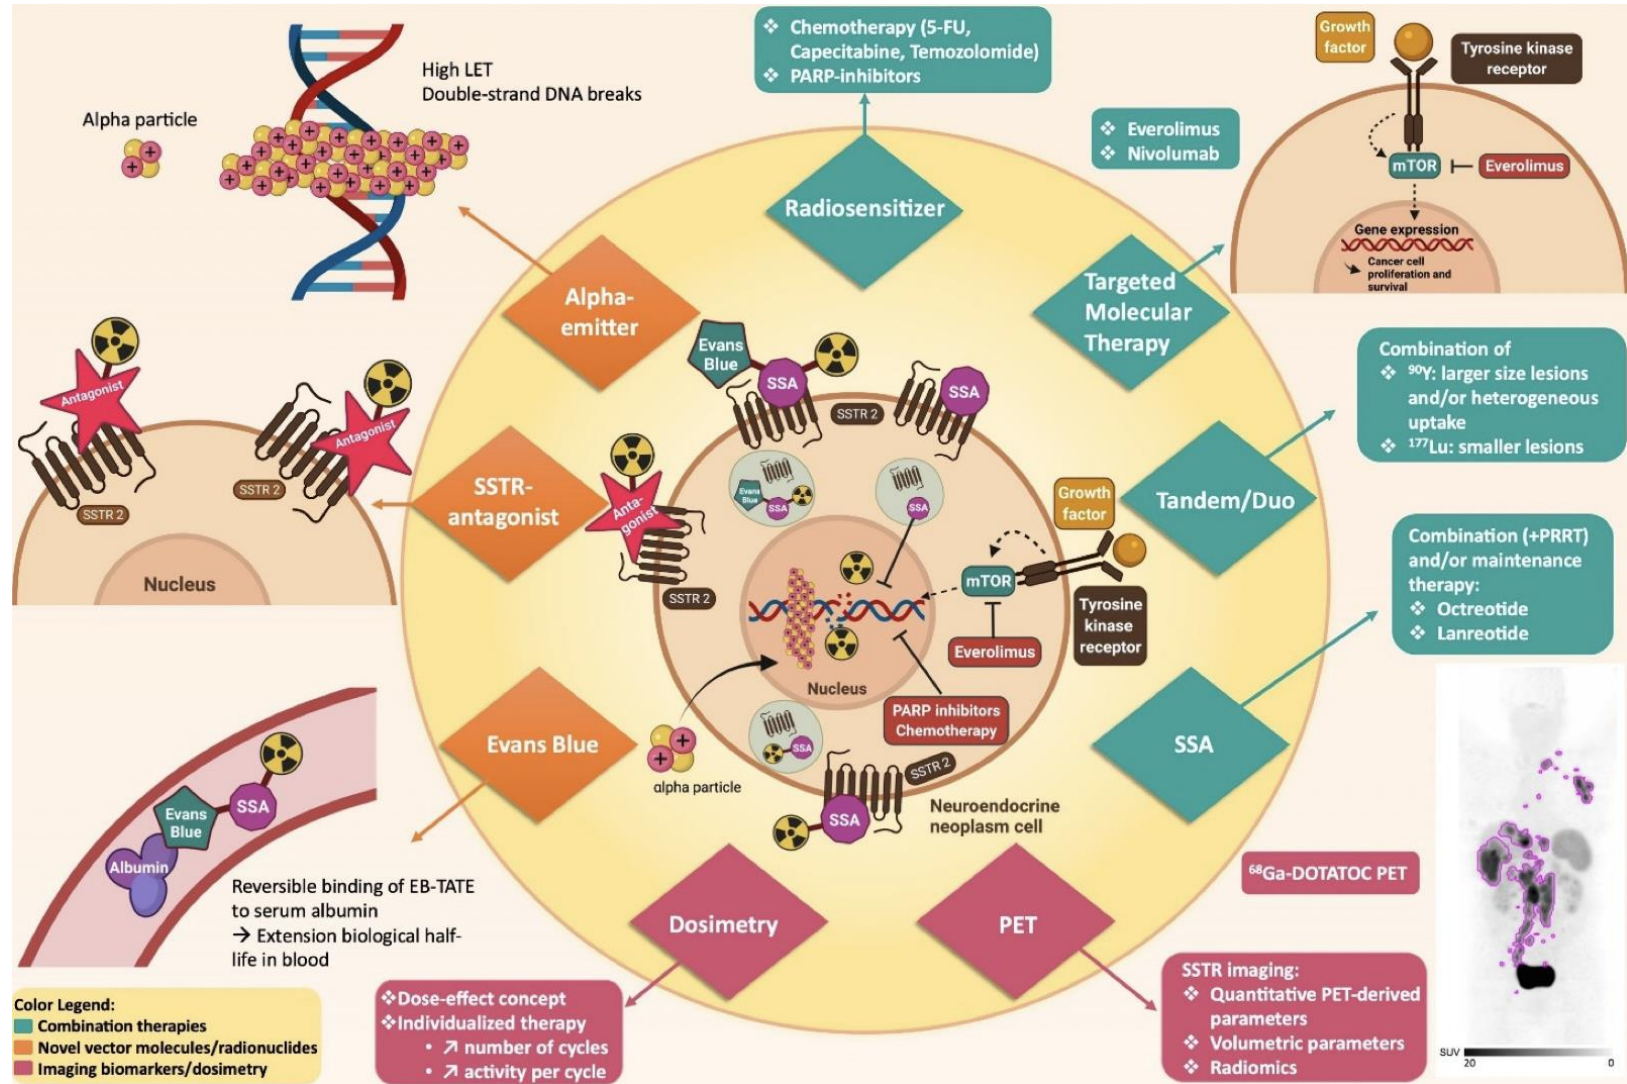 ❖ Chemotherapy (5-FU,
Capecitabine, Temozolomide)
❖ PARP-inhibitors
High LET
Double-strand DNA breaks
Alpha particle
Growth
factor
Tyrosine kinase
receptor
❖ Everolimus
❖ Nivolumab
mTOR
Everolimus
Gene expression
Cancer cell
proliferation and
survival
Radiosensitizer
Targeted
Molecular
Therapy
Alpha-
emitter
Combination of
❖ ⁹⁰Y: larger size lesions
and/or heterogeneous
uptake
❖ ¹⁷⁷Lu: smaller lesions
Tandem/Duo
Antagonist
Antagonist
SSTR 2
SSTR 2
Nucleus
SSTR-
antagonist
Evans
Blue
SSA
SSTR 2
SSA
Evans
Blue
SSA
SSA
Anta-
gonist
SSTR 2
Growth
factor
mTOR
Tyrosine
kinase
receptor
Everolimus
Nucleus
PARP inhibitors
Chemotherapy
SSA
alpha particle
SSTR 2
SSA
Neuroendocrine
neoplasm cell
Combination (+PRRT)
and/or maintenance
therapy:
❖ Octreotide
❖ Lanreotide
SSA
Evans Blue
Evans
Blue
SSA
Albumin
Reversible binding of EB-TATE
to serum albumin
→ Extension biological half-
life in blood
Dosimetry
PET
⁶⁸Ga-DOTATOC PET
❖Dose-effect concept
❖Individualized therapy
• ↗ number of cycles
• ↗ activity per cycle
SSTR imaging:
❖ Quantitative PET-derived
parameters
❖ Volumetric parameters
❖ Radiomics
SUV
20
0
Color Legend:
Combination therapies
Novel vector molecules/radionuclides
Imaging biomarkers/dosimetry